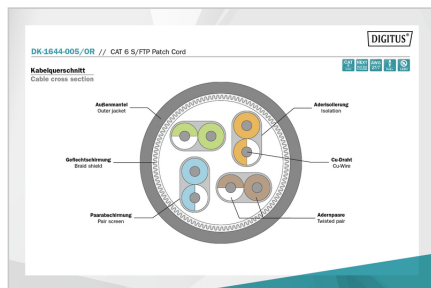 DIGITUS®
DK-1644-005/OR // CAT 6 S/FTP Patch Cord
Kabelquerschnitt
Cable cross section
Außenmantel
Outer jacket
Aderisolierung
Isolation
Geflechtschirmung
Braid shield
Cu-Draht
Cu-Wire
Paarabschirmung
Pair screen
Adernpaare
Twisted pair